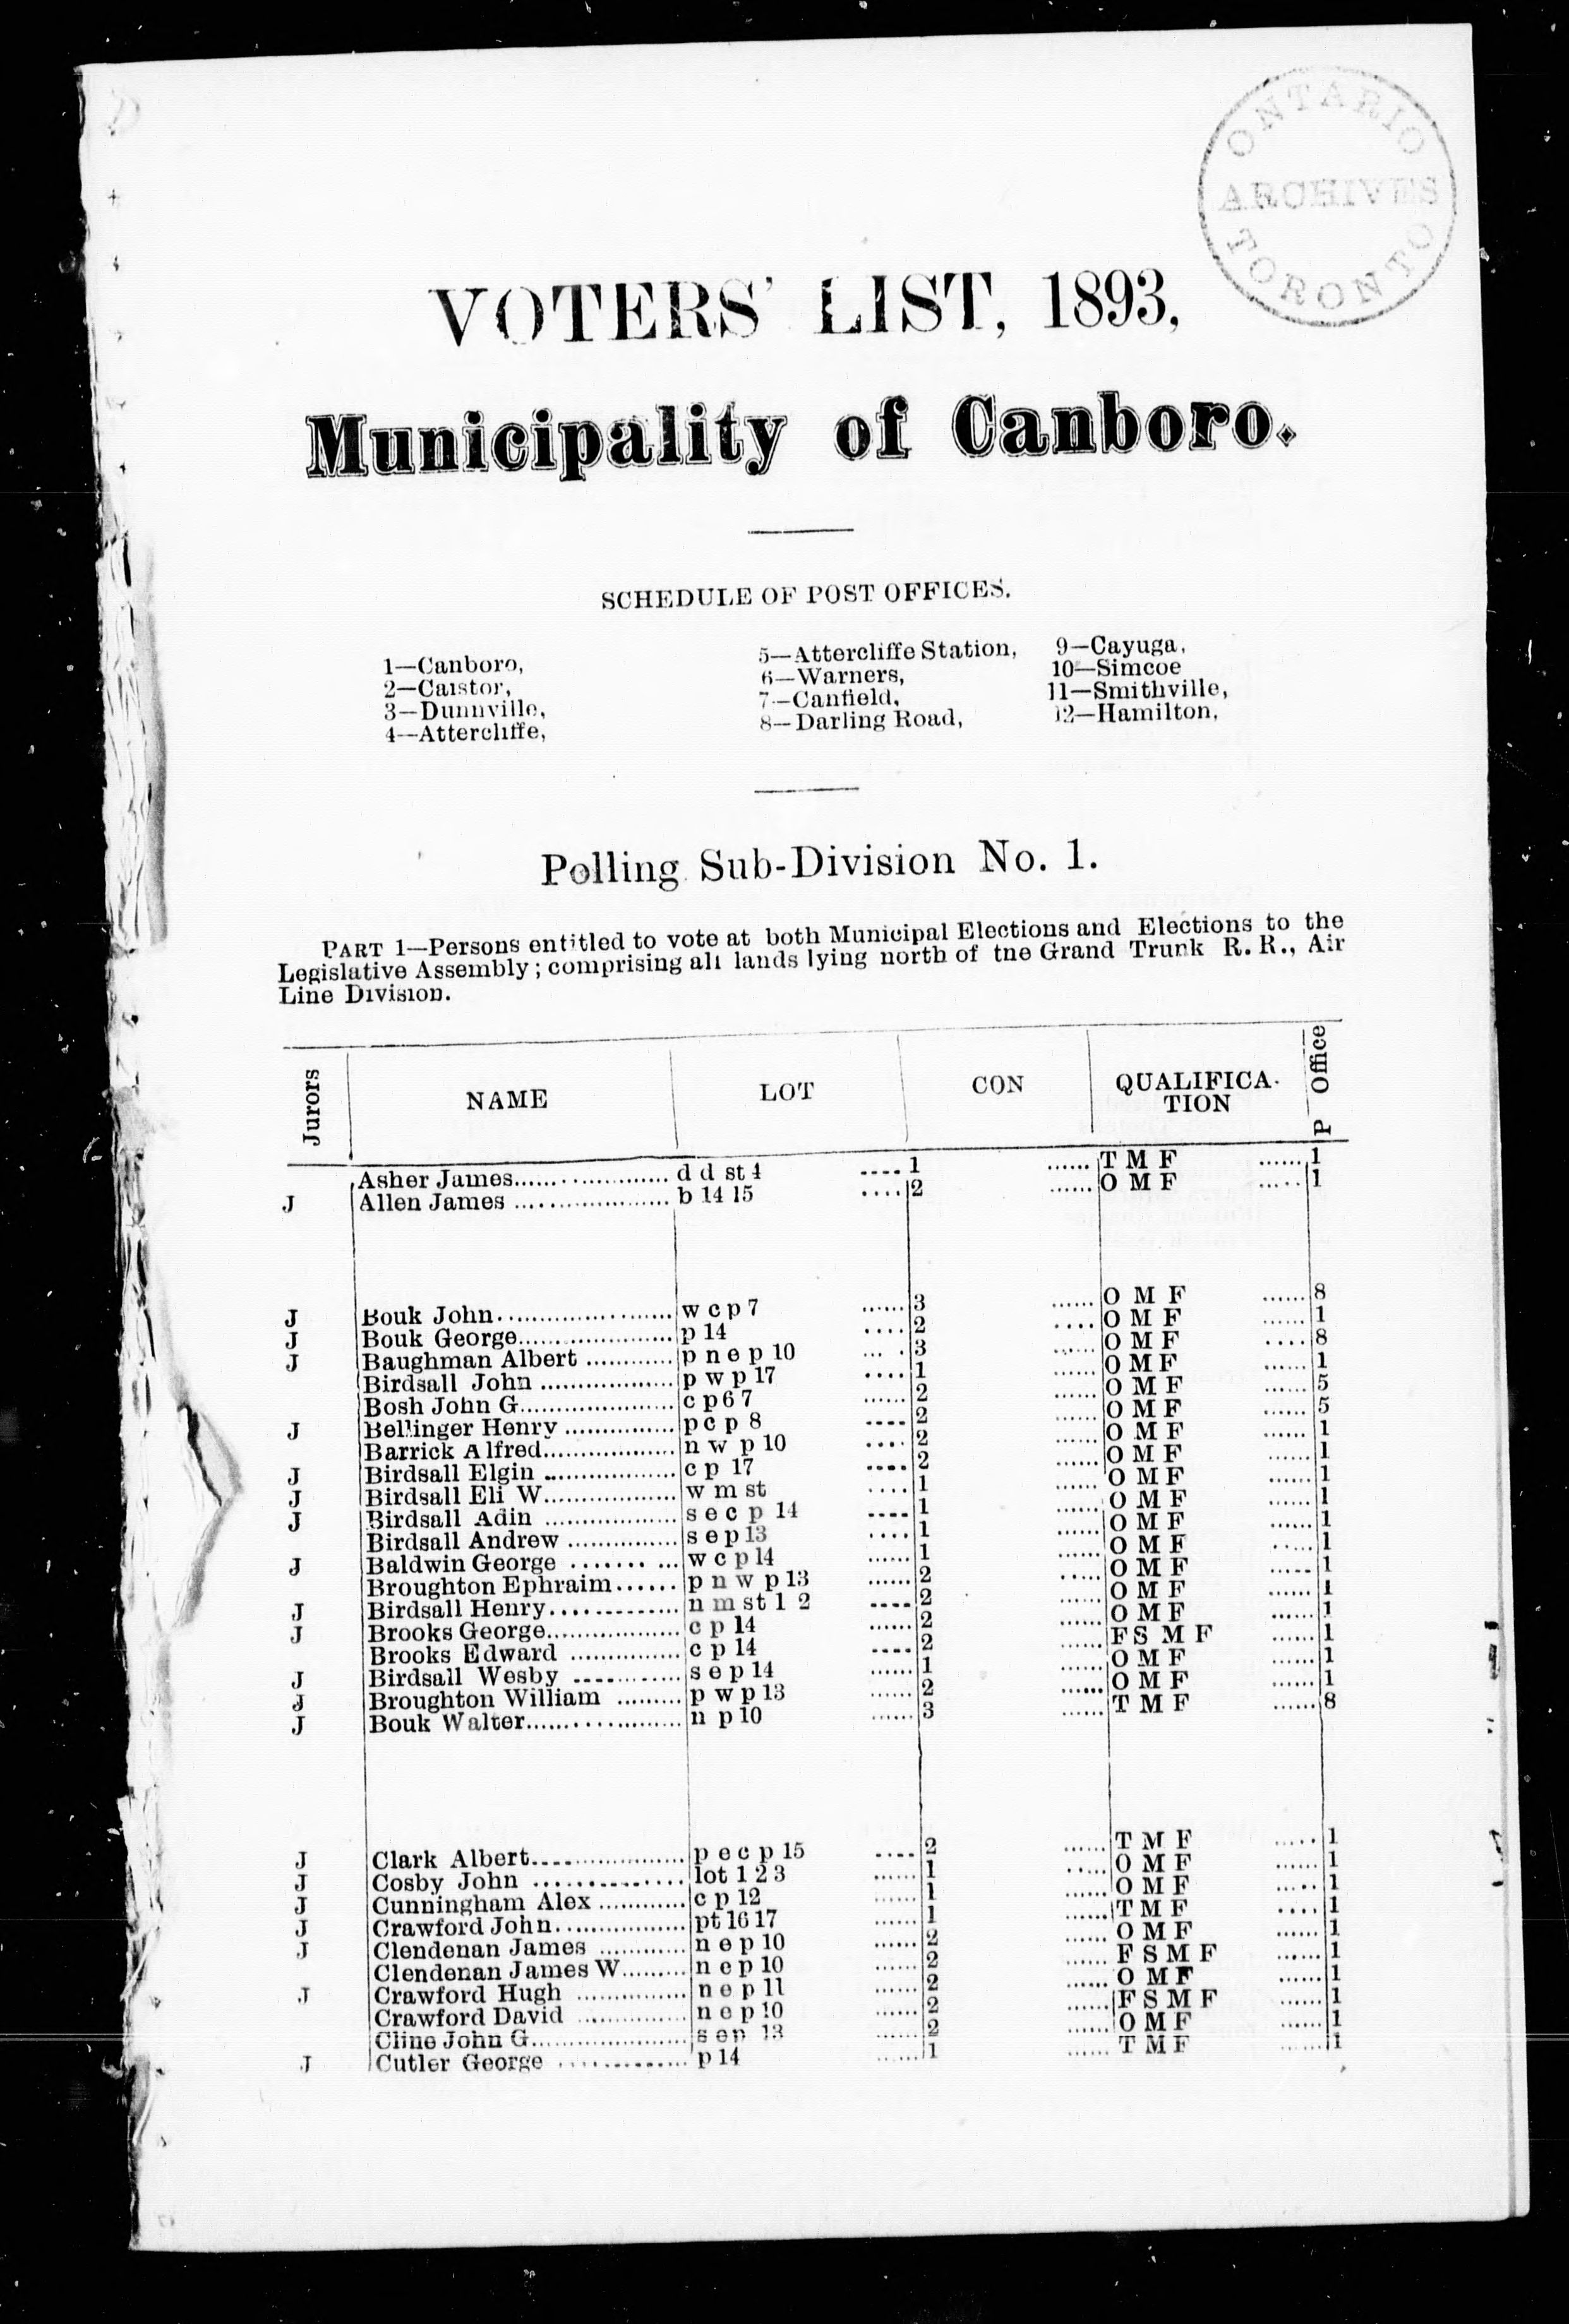 ONTARIO
ARCHIVES
TORONTO
VOTERS' LIST, 1893,
Municipality of Canboro.
SCHEDULE OF POST OFFICES.
1—Canboro,
2—Caistor,
3—Dunnville,
4—Attercliffe,
5—Attercliffe Station,
6—Warners,
7—Canfield,
8—Darling Road,
9—Cayuga,
10—Simcoe
11—Smithville,
12—Hamilton,
Polling Sub-Division No. 1.
PART 1—Persons entitled to vote at both Municipal Elections and Elections to the
Legislative Assembly; comprising all lands lying north of tne Grand Trunk R. R., Air
Line Division.
Jurors NAME LOT CON QUALIFICA- TION P Office
Asher James d d st 4 1 T M F 1
J Allen James b 14 15 2 O M F 1
J Bouk John w c p 7 3 O M F 8
J Bouk George p 14 2 O M F 1
J Baughman Albert p n e p 10 3 O M F 8
Birdsall John p w p 17 1 O M F 1
Bosh John G c p 6 7 2 O M F 5
J Bellinger Henry p c p 8 2 O M F 5
Barrick Alfred n w p 10 2 O M F 1
J Birdsall Elgin c p 17 2 O M F 1
J Birdsall Eli W w m st 1 O M F 1
J Birdsall Adin s e c p 14 1 O M F 1
Birdsall Andrew s e p 13 1 O M F 1
J Baldwin George w c p 14 1 O M F 1
Broughton Ephraim p n w p 13 2 O M F 1
J Birdsall Henry n m st 1 2 2 O M F 1
J Brooks George c p 14 2 O M F 1
Brooks Edward c p 14 2 F S M F 1
J Birdsall Wesby s e p 14 1 O M F 1
J Broughton William p w p 13 2 O M F 1
J Bouk Walter n p 10 3 T M F 8
J Clark Albert p e c p 15 2 T M F 1
J Cosby John lot 1 2 3 1 O M F 1
J Cunningham Alex c p 12 1 O M F 1
J Crawford John pt 16 17 1 T M F 1
J Clendenan James n e p 10 2 O M F 1
Clendenan James W n e p 10 2 F S M F 1
J Crawford Hugh n e p 11 2 O M F 1
Crawford David n e p 10 2 F S M F 1
Cline John G s e p 13 2 O M F 1
J Cutler George p 14 1 T M F 1